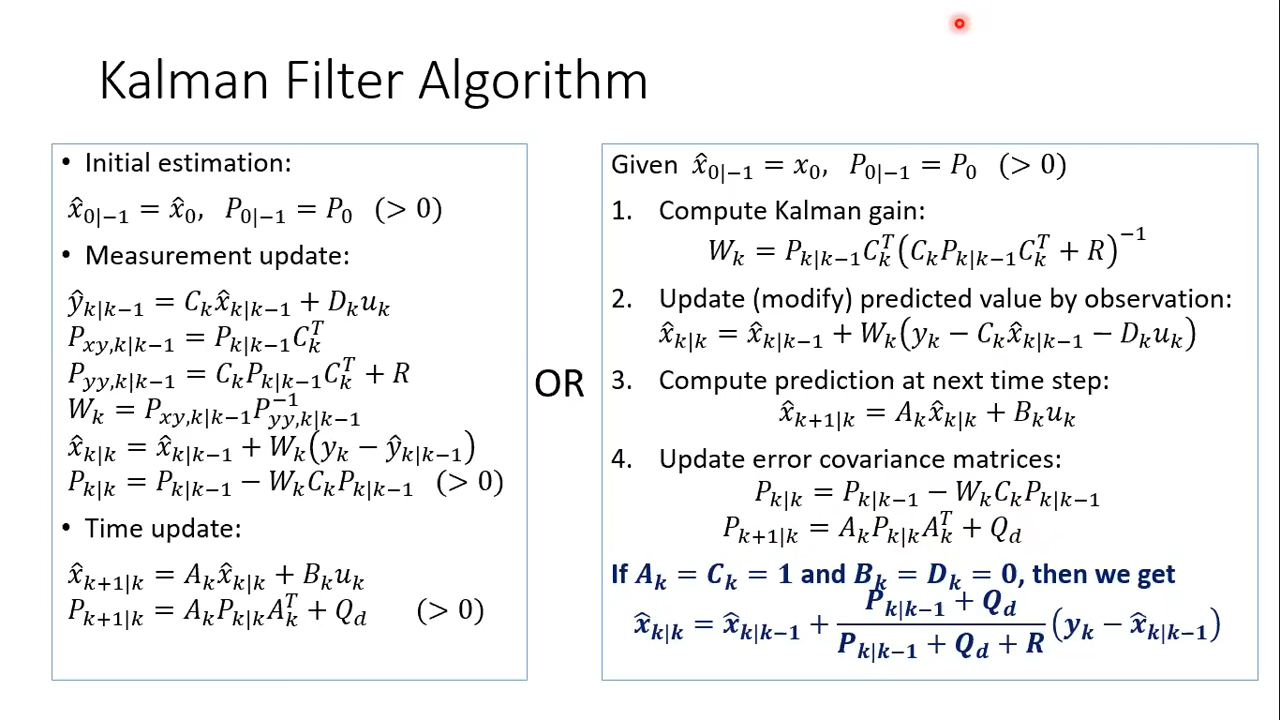 Kalman Filter Algorithm
• Initial estimation:
x̂₀|₋₁ = x̂₀, P₀|₋₁ = P₀ (> 0)
• Measurement update:
ŷ_{k|k−1} = C_k x̂_{k|k−1} + D_k u_k
P_{xy,k|k−1} = P_{k|k−1} C_k^T
P_{yy,k|k−1} = C_k P_{k|k−1} C_k^T + R
W_k = P_{xy,k|k−1} P_{yy,k|k−1}^{−1}
x̂_{k|k} = x̂_{k|k−1} + W_k(y_k − ŷ_{k|k−1})
P_{k|k} = P_{k|k−1} − W_k C_k P_{k|k−1} (> 0)
• Time update:
x̂_{k+1|k} = A_k x̂_{k|k} + B_k u_k
P_{k+1|k} = A_k P_{k|k} A_k^T + Q_d (> 0)
OR
Given x̂₀|₋₁ = x₀, P₀|₋₁ = P₀ (> 0)
1. Compute Kalman gain:
W_k = P_{k|k−1} C_k^T (C_k P_{k|k−1} C_k^T + R)^{−1}
2. Update (modify) predicted value by observation:
x̂_{k|k} = x̂_{k|k−1} + W_k(y_k − C_k x̂_{k|k−1} − D_k u_k)
3. Compute prediction at next time step:
x̂_{k+1|k} = A_k x̂_{k|k} + B_k u_k
4. Update error covariance matrices:
P_{k|k} = P_{k|k−1} − W_k C_k P_{k|k−1}
P_{k+1|k} = A_k P_{k|k} A_k^T + Q_d
If A_k = C_k = 1 and B_k = D_k = 0, then we get
x̂_{k|k} = x̂_{k|k−1} + (P_{k|k−1} + Q_d)/(P_{k|k−1} + Q_d + R) (y_k − x̂_{k|k−1})